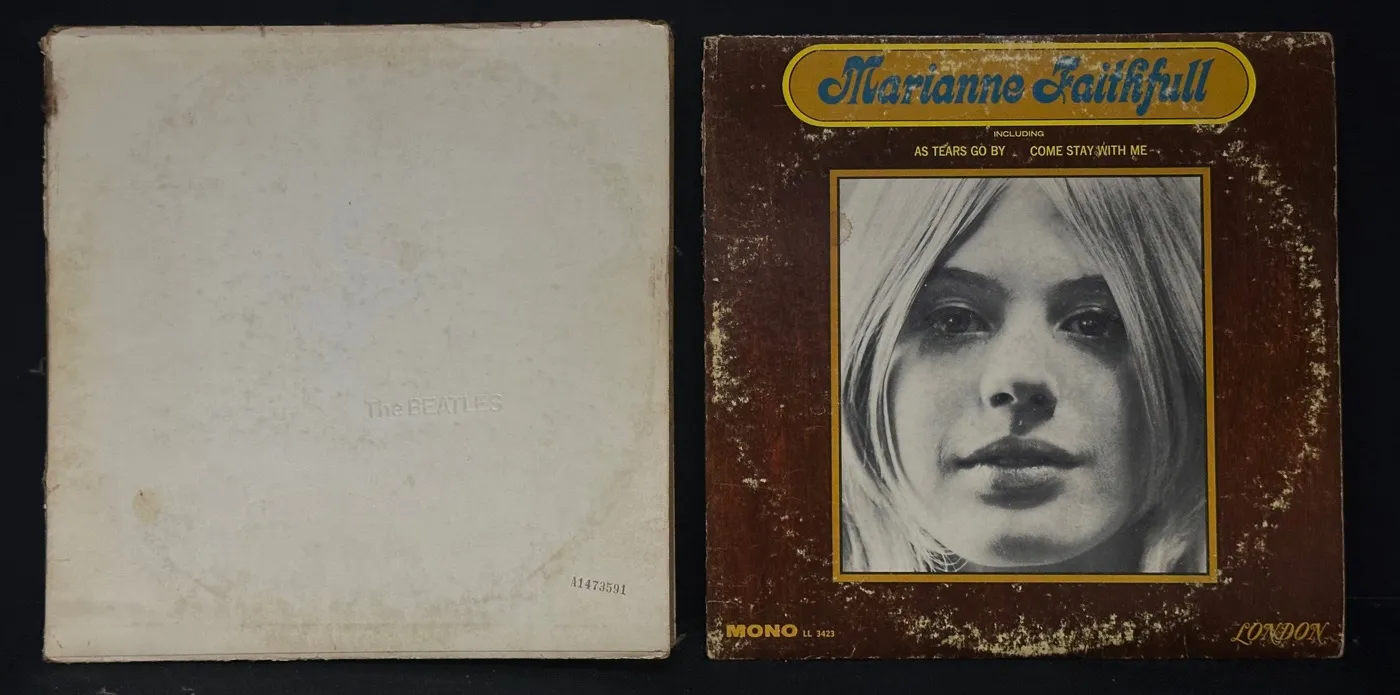 The BEATLES
A1473591
Marianne Faithfull
INCLUDING
AS TEARS GO BY COME STAY WITH ME
MONO LL 3423
LONDON